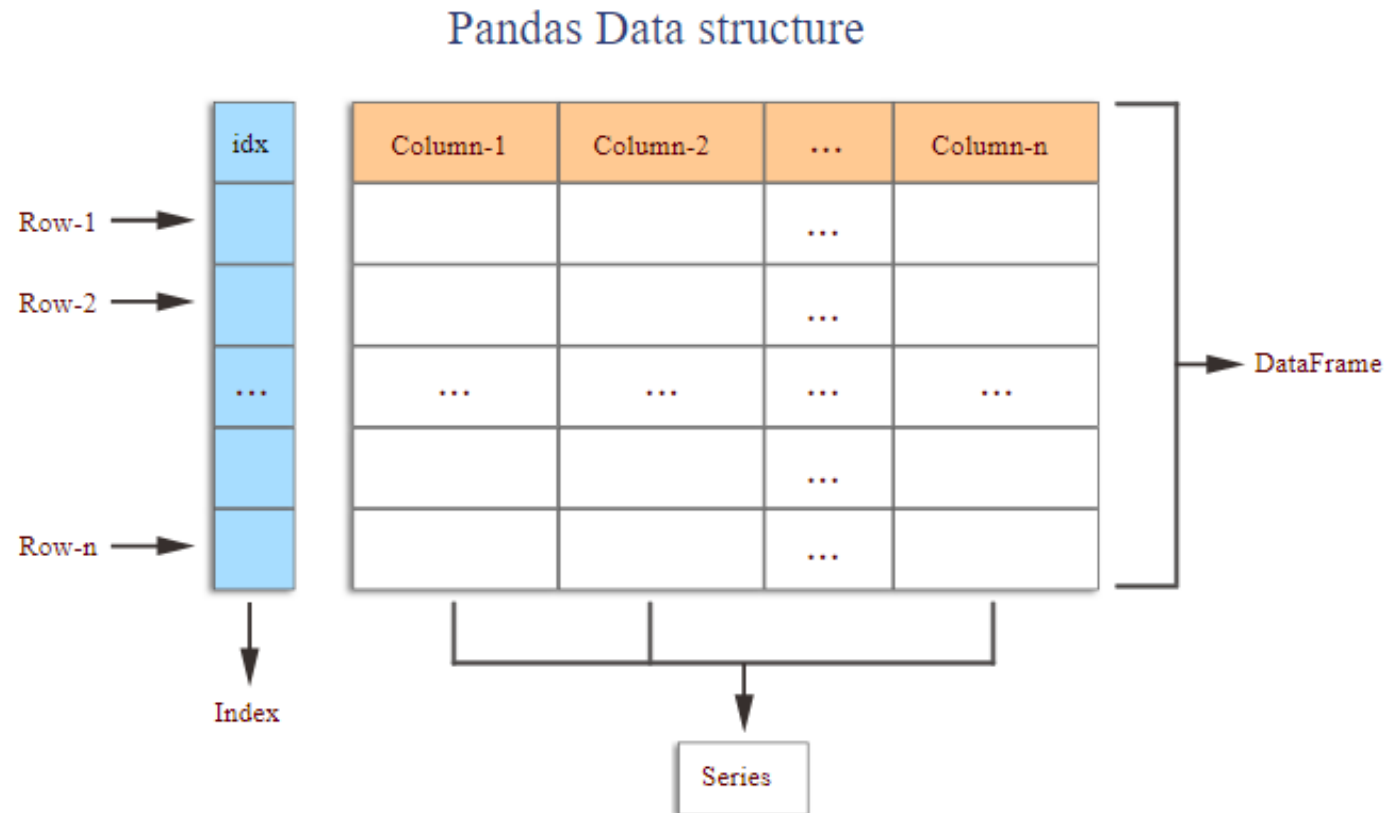 Pandas Data structure
idx Column-1 Column-2 ... Column-n
Row-1 ...
Row-2 ...
... ... ... ... ...
...
Row-n ...
DataFrame
Index
Series